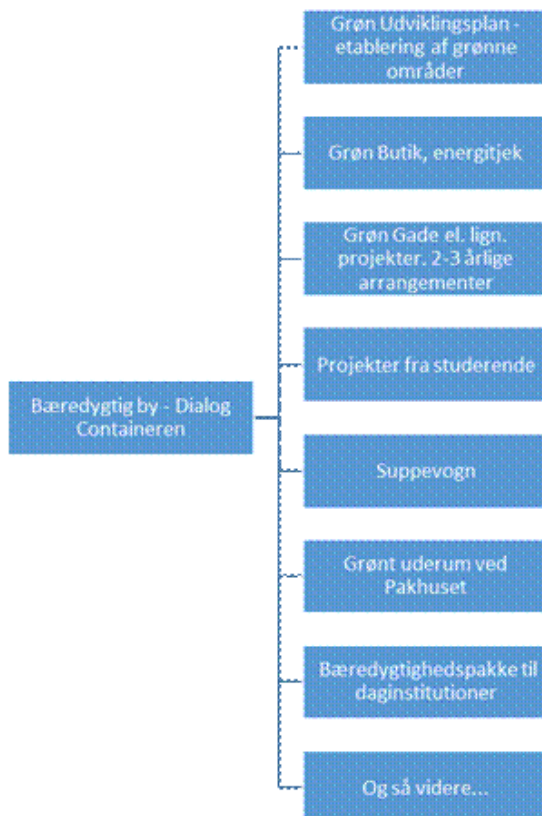 Grøn Udviklingsplan -
etablering af grønne
områder
Grøn Butik, energitjek
Grøn Gade el. lign.
projekter. 2-3 årlige
arrangementer
Projekter fra studerende
Bæredygtig by - Dialog
Containeren
Suppevogn
Grønt uderum ved
Pakhuset
Bæredygtighedspakke til
daginstitutioner
Og så videre...